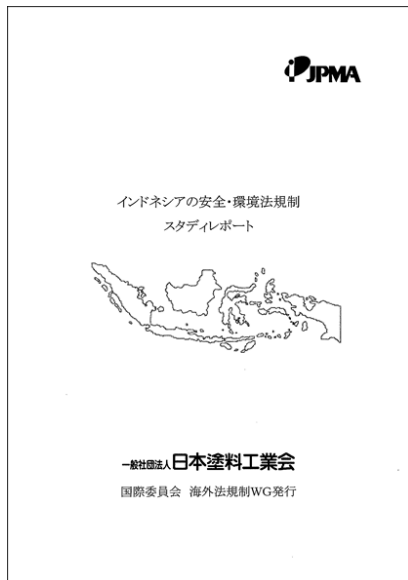 JPMA
インドネシアの安全・環境法規制
スタディレポート
一般社団法人日本塗料工業会
国際委員会 海外法規制WG発行